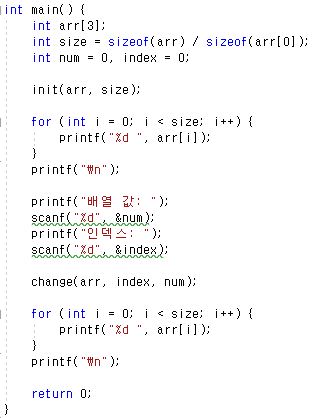 int main() {
int arr[3];
int size = sizeof(arr) / sizeof(arr[0]);
int num = 0, index = 0;
init(arr, size);
for (int i = 0; i < size; i++) {
printf("%d ", arr[i]);
}
printf("₩n");
printf("배열 값: ");
scanf("%d", &num);
printf("인덱스: ");
scanf("%d", &index);
change(arr, index, num);
for (int i = 0; i < size; i++) {
printf("%d ", arr[i]);
}
printf("₩n");
return 0;
}